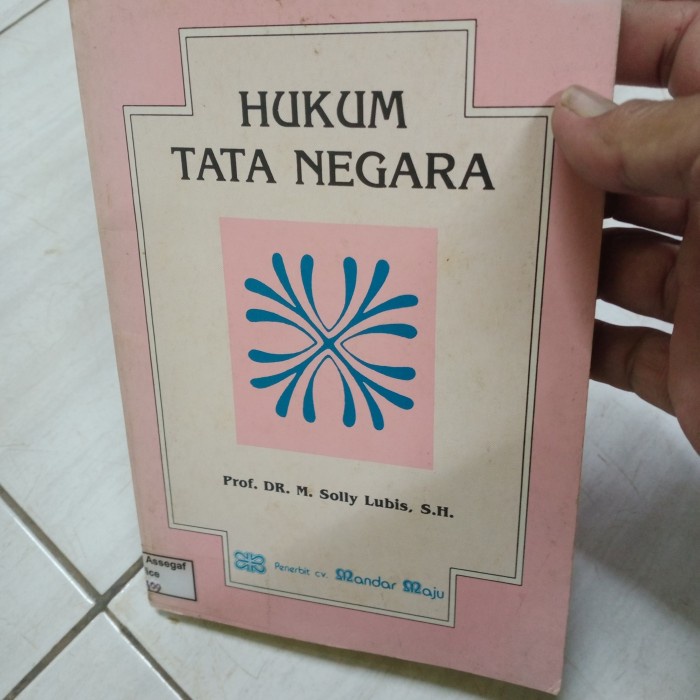 HUKUM
TATA NEGARA
Prof. DR. M. Solly Lubis, S.H.
Penerbit cv. Mandar Maju
Assegaf